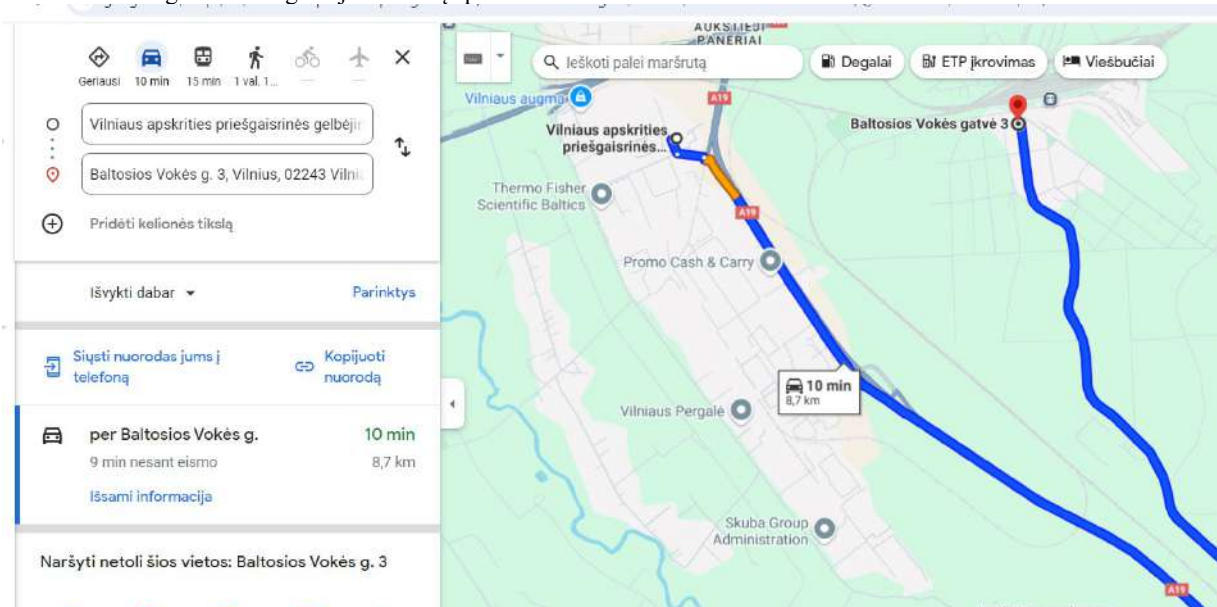 Geriausi
10 min
15 min
1 val. 1...
Vilniaus apskrities priešgaisrinės gelbėjir
Baltosios Vokės g. 3, Vilnius, 02243 Vilni
Pridėti kelionės tikslą
Išvykti dabar
Parinktys
Siųsti nuorodas jums į
telefoną
Kopijuoti
nuorodą
per Baltosios Vokės g.
10 min
9 min nesant eismo
8,7 km
Išsami informacija
Naršyti netoli šios vietos: Baltosios Vokės g. 3
Ieškoti palei maršrutą
Degalai
ETP įkrovimas
Viešbučiai
PANERIAI
Vilniaus augma
A19
Vilniaus apskrities
priešgaisrinės...
Baltosios Vokės gatvė 3
Thermo Fisher
Scientific Baltics
A19
Promo Cash & Carry
10 min
8,7 km
Vilniaus Pergalė
Skuba Group
Administration
A19